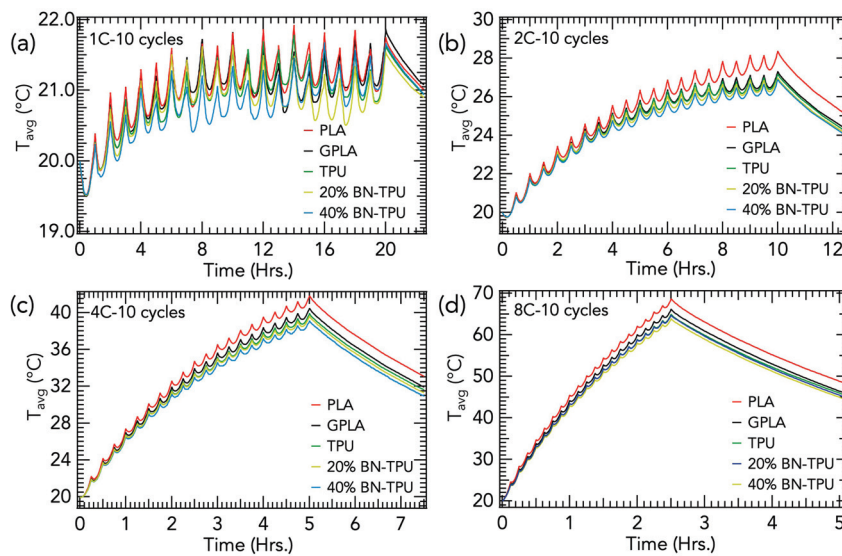 (a)
1C-10 cycles
22.0
21.0
20.0
19.0
T_avg (°C)
0 4 8 12 16 20
Time (Hrs.)
PLA
GPLA
TPU
20% BN-TPU
40% BN-TPU
(b)
2C-10 cycles
28
26
24
22
20
T_avg (°C)
0 2 4 6 8 10 12
Time (Hrs.)
PLA
GPLA
TPU
20% BN-TPU
40% BN-TPU
(c)
4C-10 cycles
40
36
32
28
24
20
T_avg (°C)
0 1 2 3 4 5 6 7
Time (Hrs.)
PLA
GPLA
TPU
20% BN-TPU
40% BN-TPU
(d)
8C-10 cycles
70
60
50
40
30
20
T_avg (°C)
0 1 2 3 4 5
Time (Hrs.)
PLA
GPLA
TPU
20% BN-TPU
40% BN-TPU